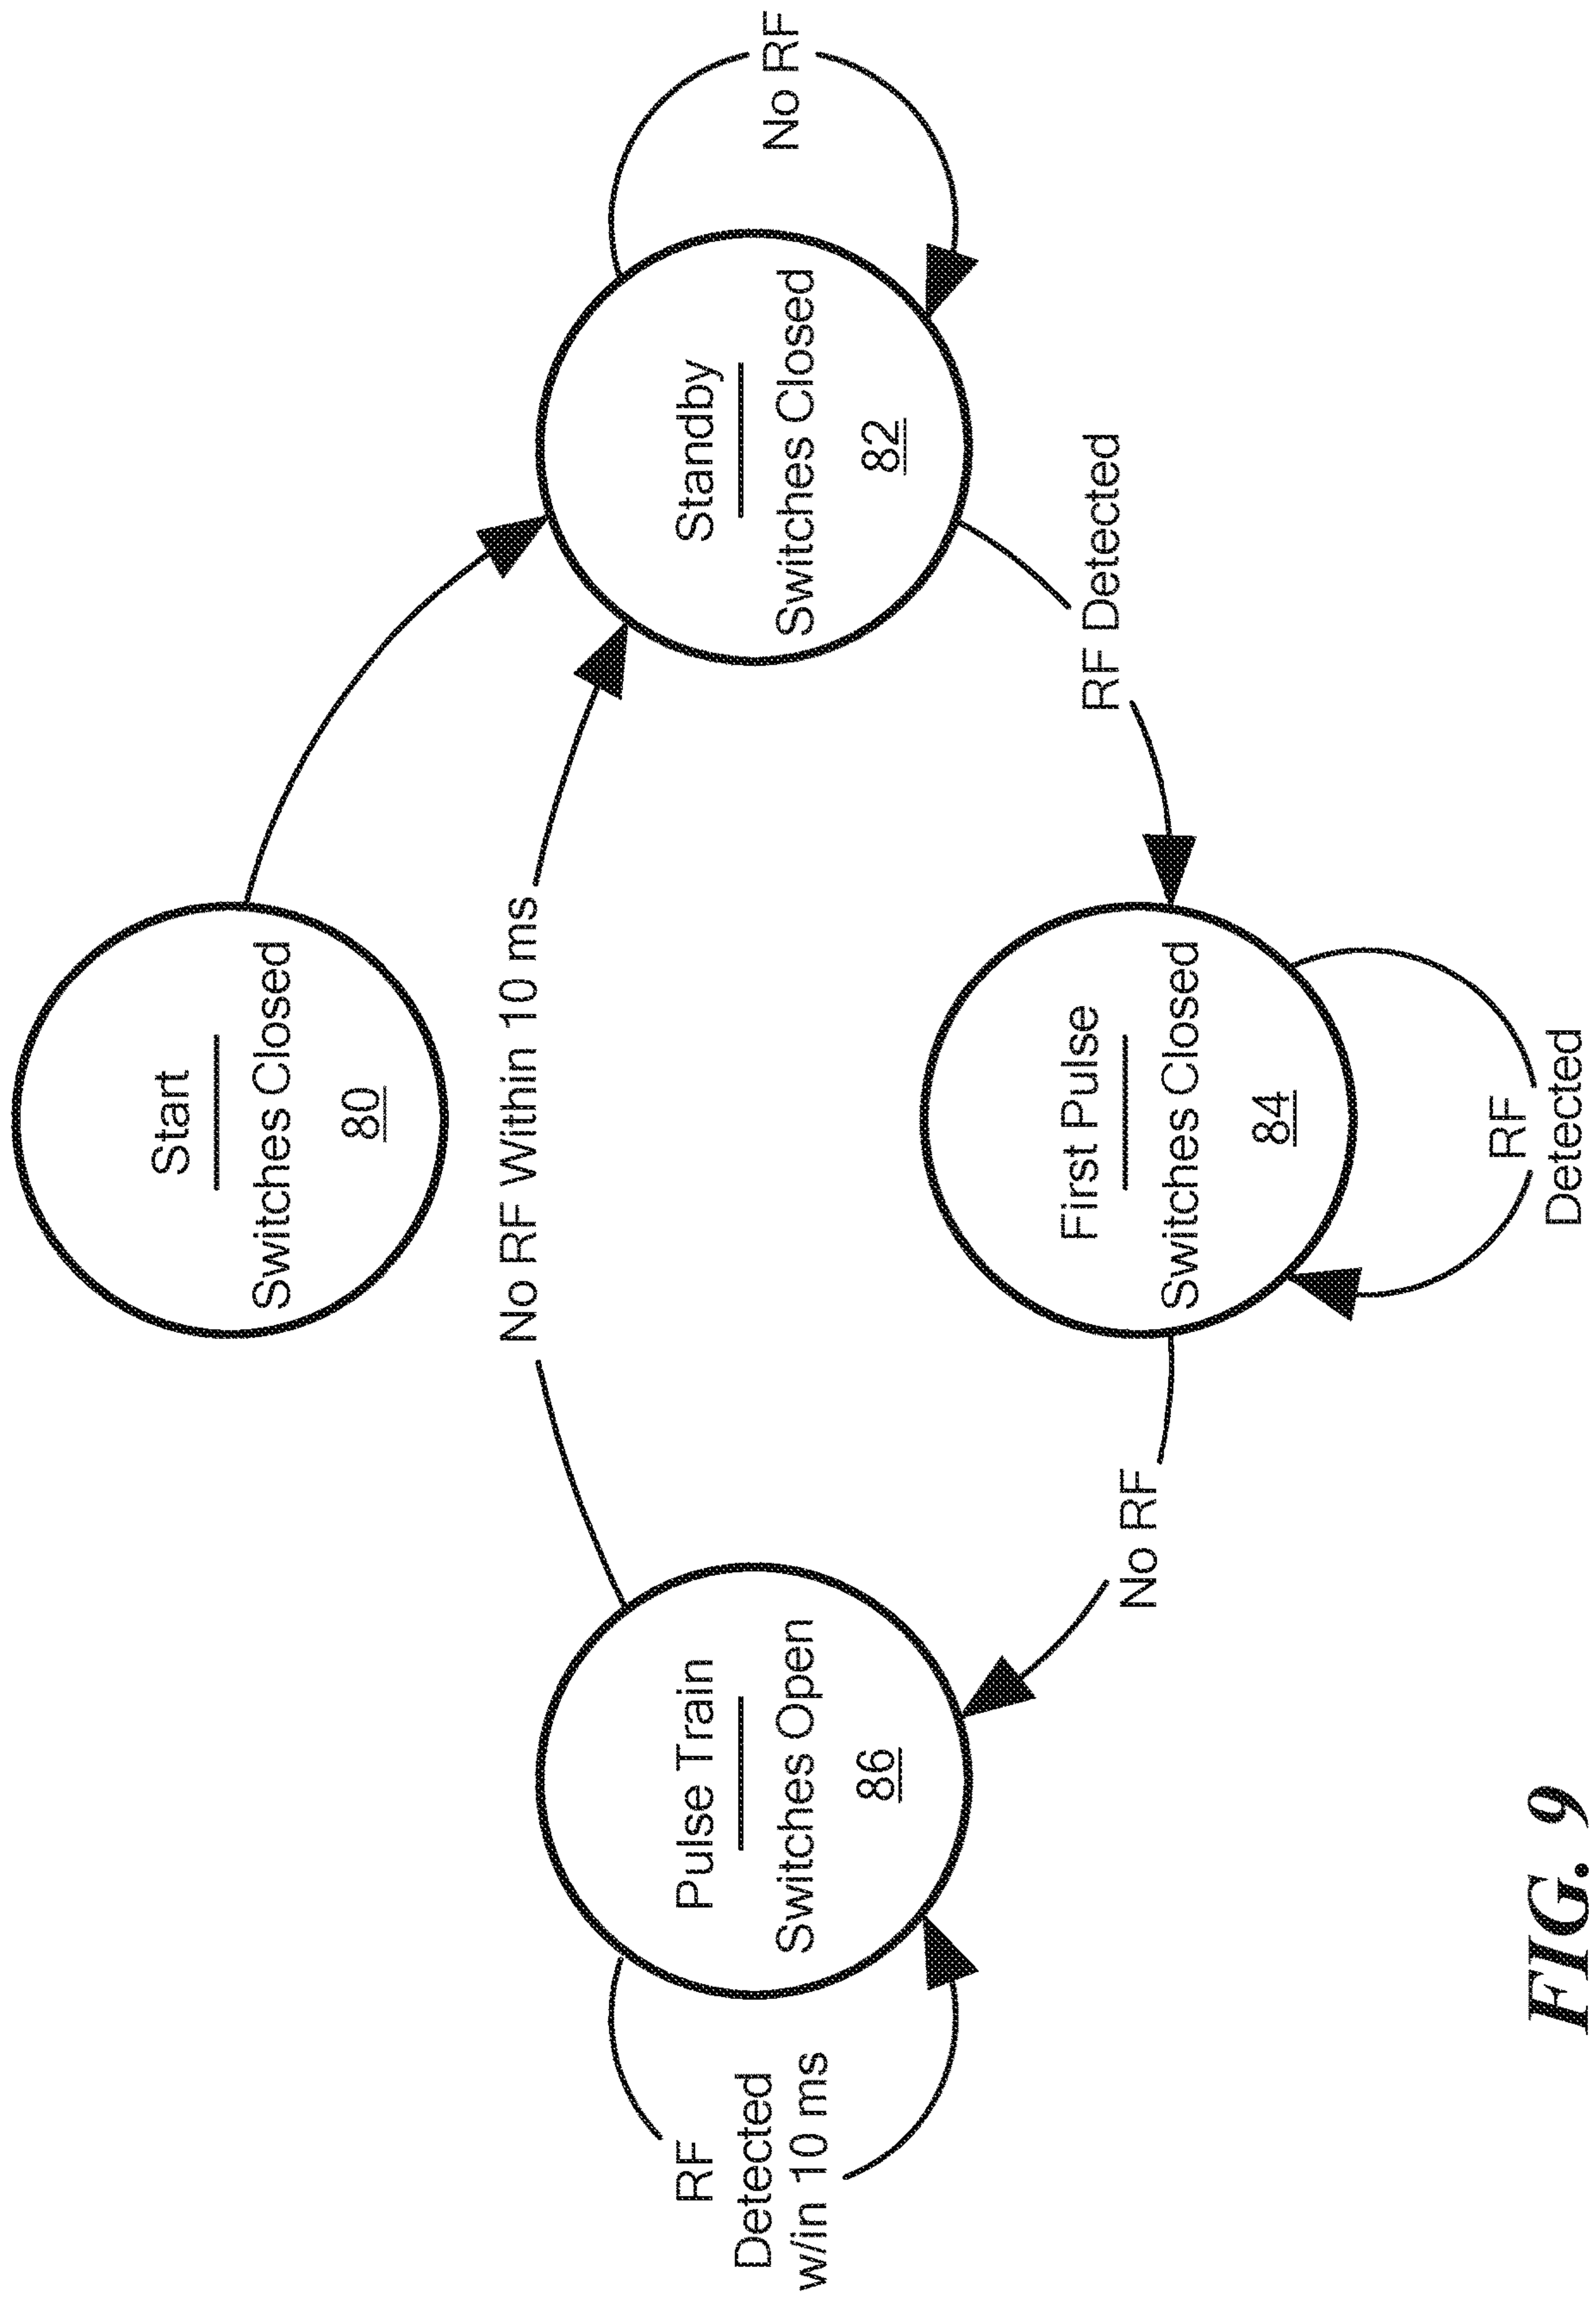 Start
Switches Closed
80
No RF Within 10 ms
RF
Detected
w/in 10 ms
Pulse Train
Switches Open
86
Standby
Switches Closed
82
No RF
No RF
First Pulse
Switches Closed
84
RF Detected
RF
Detected
FIG. 9